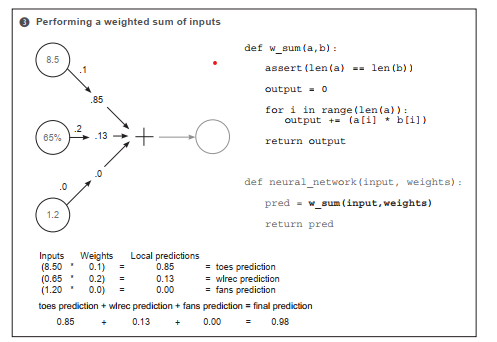 3 Performing a weighted sum of inputs
8.5
.1
.85
65%
.2
.13
+
.0
.0
1.2
def w_sum(a,b):
assert(len(a) == len(b))
output = 0
for i in range(len(a)):
output += (a[i] * b[i])
return output
def neural_network(input, weights):
pred = w_sum(input,weights)
return pred
Inputs Weights Local predictions
(8.50 * 0.1) = 0.85 = toes prediction
(0.65 * 0.2) = 0.13 = wlrec prediction
(1.20 * 0.0) = 0.00 = fans prediction
toes prediction + wlrec prediction + fans prediction = final prediction
0.85 + 0.13 + 0.00 = 0.98